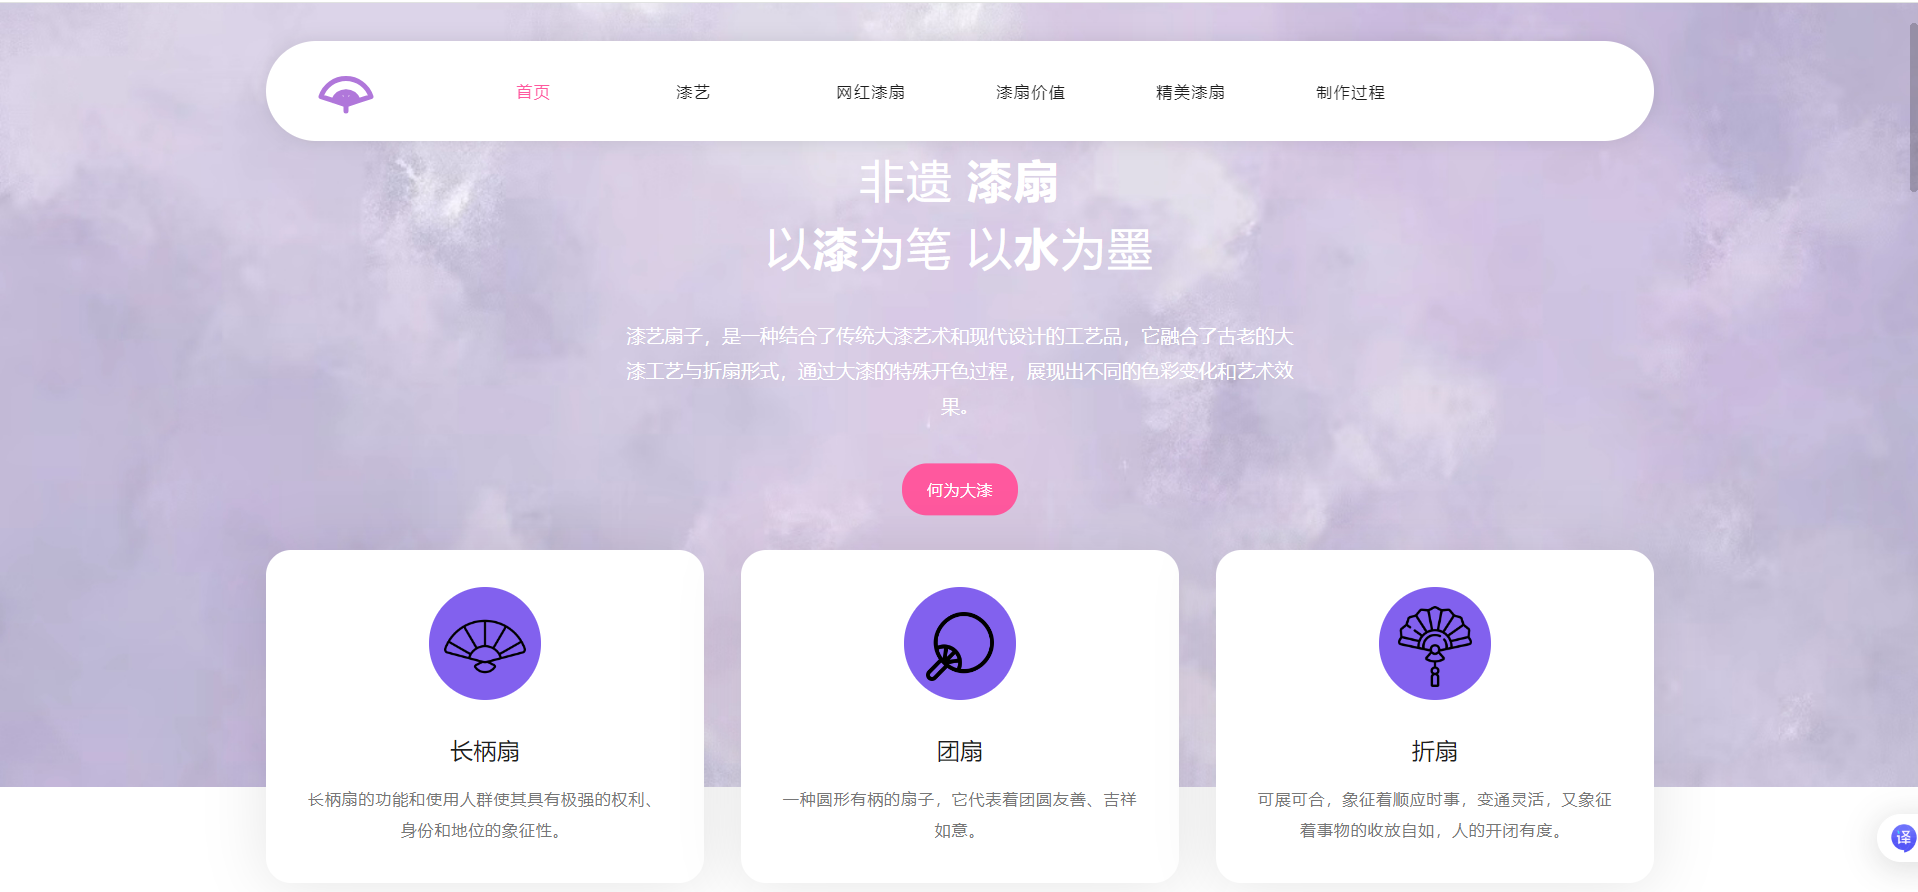 首页 漆艺 网红漆扇 漆扇价值 精美漆扇 制作过程
非遗 漆扇
以漆为笔 以水为墨
漆艺扇子，是一种结合了传统大漆艺术和现代设计的工艺品，它融合了古老的大
漆工艺与折扇形式，通过大漆的特殊开色过程，展现出不同的色彩变化和艺术效
果。
何为大漆
长柄扇
长柄扇的功能和使用人群使其具有极强的权利、
身份和地位的象征性。
团扇
一种圆形有柄的扇子，它代表着团圆友善、吉祥
如意。
折扇
可展可合，象征着顺应时事，变通灵活，又象征
着事物的收放自如，人的开闭有度。
译